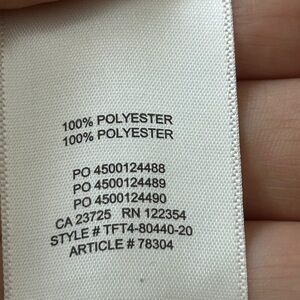 100% POLYESTER
100% POLYESTER
PO 4500124488
PO 4500124489
PO 4500124490
CA 23725 RN 122354
STYLE # TFT4-80440-20
ARTICLE # 78304